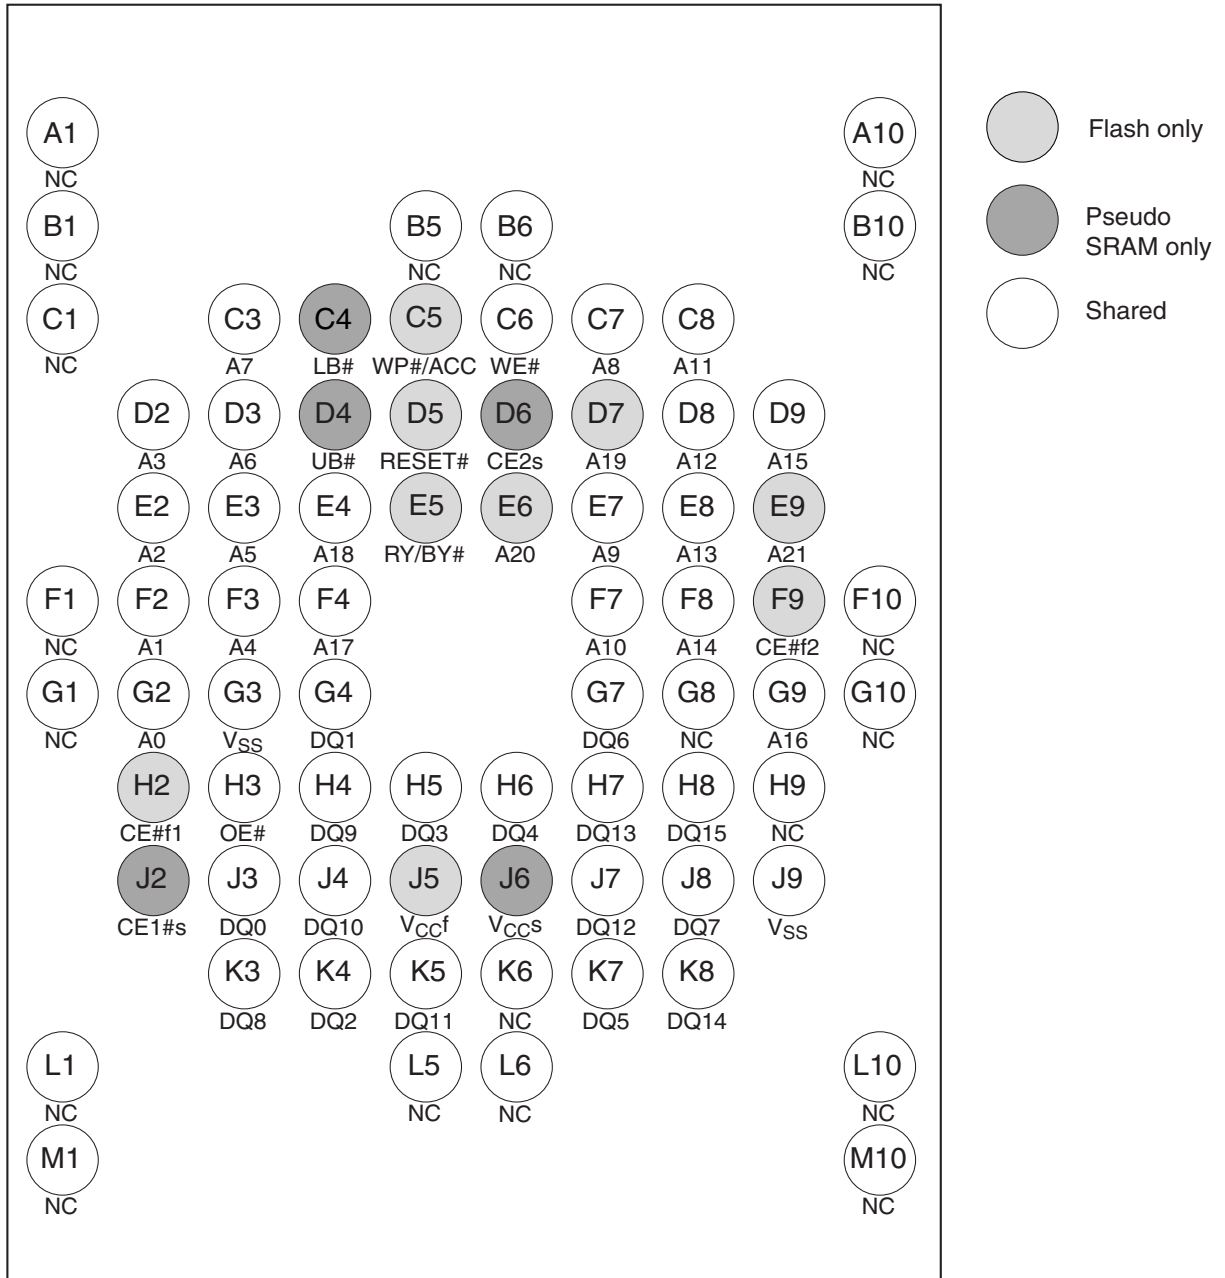 A1 A10 Flash only
NC NC
B1 B5 B6 B10 Pseudo
SRAM only
NC NC NC NC
C1 C3 C4 C5 C6 C7 C8 Shared
NC A7 LB# WP#/ACC WE# A8 A11
D2 D3 D4 D5 D6 D7 D8 D9
A3 A6 UB# RESET# CE2s A19 A12 A15
E2 E3 E4 E5 E6 E7 E8 E9
A2 A5 A18 RY/BY# A20 A9 A13 A21
F1 F2 F3 F4 F7 F8 F9 F10
NC A1 A4 A17 A10 A14 CE#f2 NC
G1 G2 G3 G4 G7 G8 G9 G10
NC A0 VSS DQ1 DQ6 NC A16 NC
H2 H3 H4 H5 H6 H7 H8 H9
CE#f1 OE# DQ9 DQ3 DQ4 DQ13 DQ15 NC
J2 J3 J4 J5 J6 J7 J8 J9
CE1#s DQ0 DQ10 VCCf VCCs DQ12 DQ7 VSS
K3 K4 K5 K6 K7 K8
DQ8 DQ2 DQ11 NC DQ5 DQ14
L1 L5 L6 L10
NC NC NC NC
M1 M10
NC NC